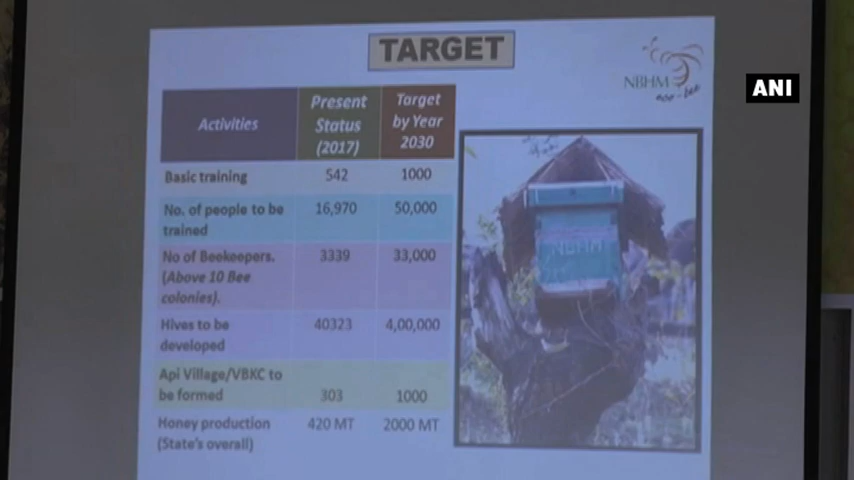 TARGET
NBHM
ANI
Activities
Present
Status
(2017)
Target
by Year
2030
Basic training
542
1000
No. of people to be
trained
16,970
50,000
No of Beekeepers.
(Above 10 Bee
colonies).
3339
33,000
Hives to be
developed
40323
4,00,000
Api Village/VBKC to
be formed
303
1000
Honey production
(State's overall)
420 MT
2000 MT
NBHM